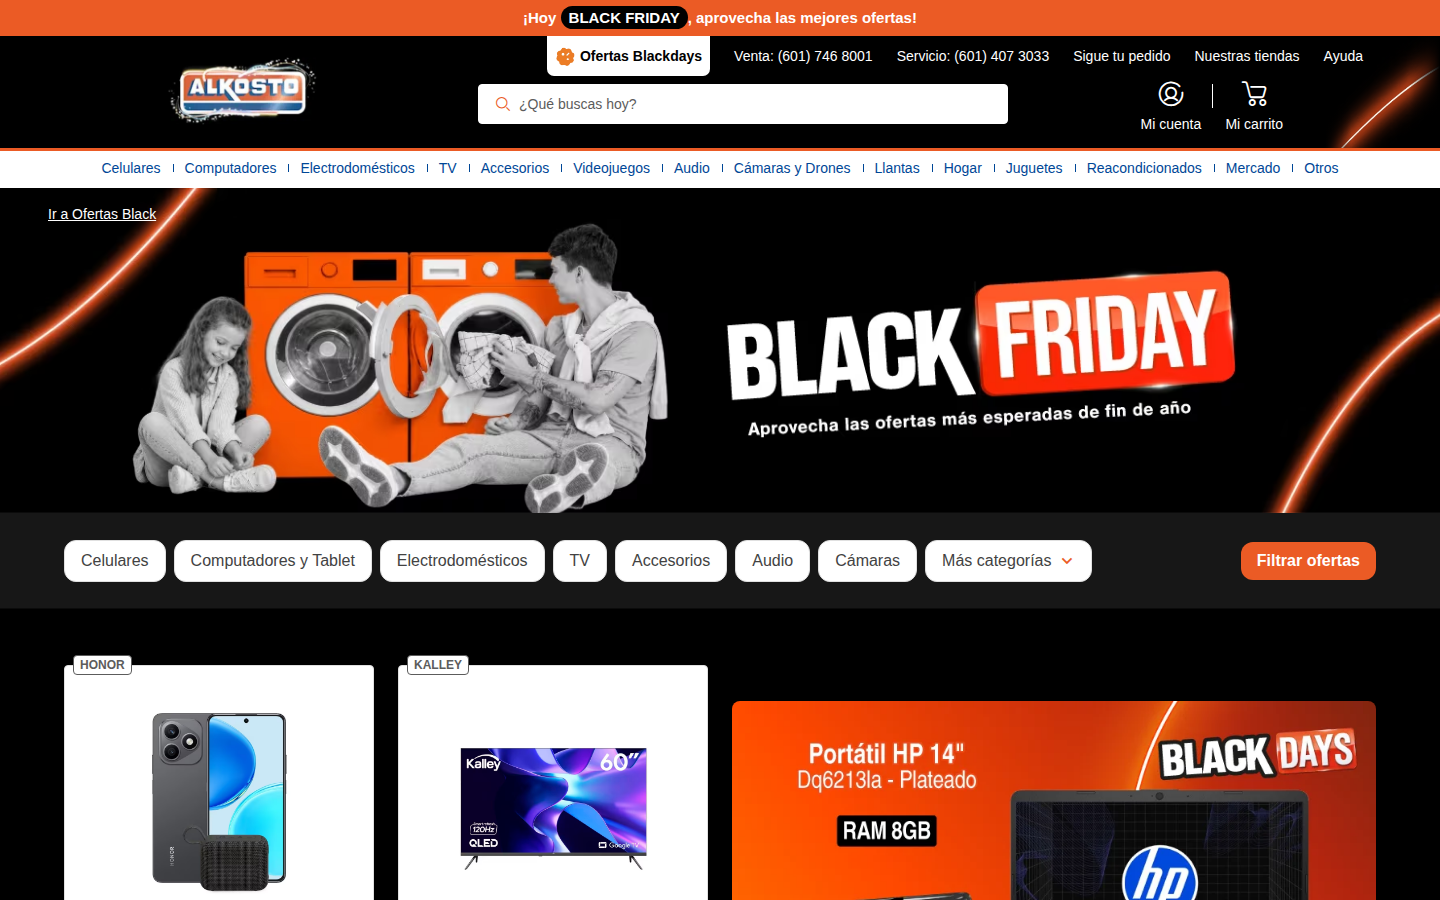 ¡Hoy BLACK FRIDAY, aprovecha las mejores ofertas!
Ofertas Blackdays
Venta: (601) 746 8001
Servicio: (601) 407 3033
Sigue tu pedido
Nuestras tiendas
Ayuda
ALKOSTO
¿Qué buscas hoy?
Mi cuenta
Mi carrito
Celulares
Computadores
Electrodomésticos
TV
Accesorios
Videojuegos
Audio
Cámaras y Drones
Llantas
Hogar
Juguetes
Reacondicionados
Mercado
Otros
Ir a Ofertas Black
BLACK FRIDAY
Aprovecha las ofertas más esperadas de fin de año
Celulares
Computadores y Tablet
Electrodomésticos
TV
Accesorios
Audio
Cámaras
Más categorías
Filtrar ofertas
HONOR
HONOR
KALLEY
Kalley
60"
120Hz
QLED
Google TV
Portátil HP 14"
Dq6213la - Plateado
RAM 8GB
BLACK DAYS
hp